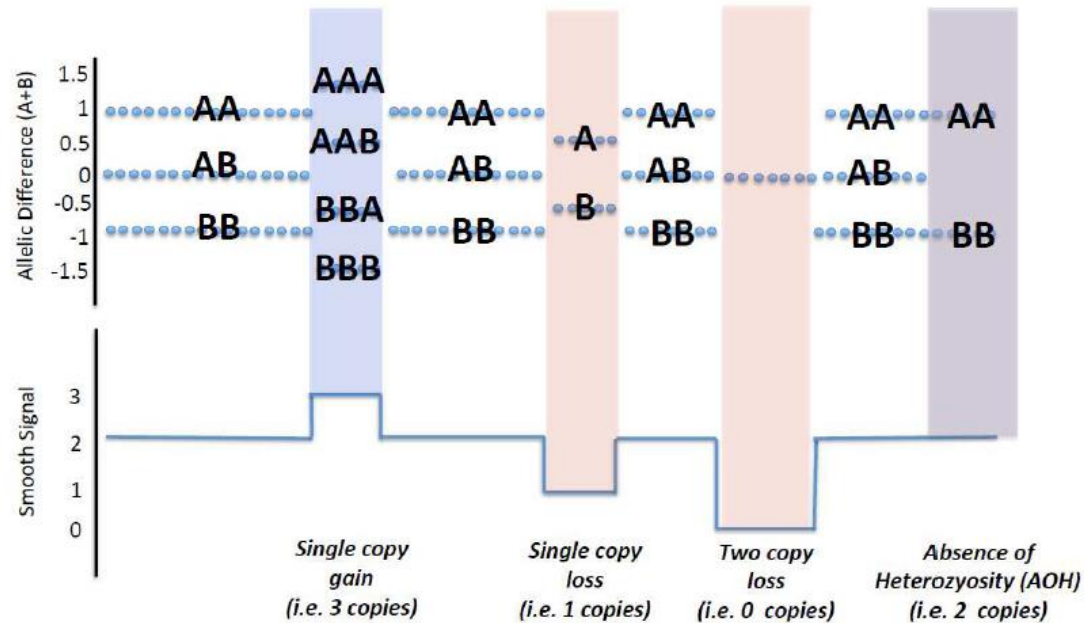 Allelic Difference (A+B)
1.5
1
0.5
0
-0.5
-1
-1.5
AA
AB
BB
AAA
AAB
BBA
BBB
AA
AB
BB
A
B
AA
AB
BB
AA
AB
BB
AA
BB
Smooth Signal
3
2
1
0
Single copy
gain
(i.e. 3 copies)
Single copy
loss
(i.e. 1 copies)
Two copy
loss
(i.e. 0 copies)
Absence of
Heterozyosity (AOH)
(i.e. 2 copies)